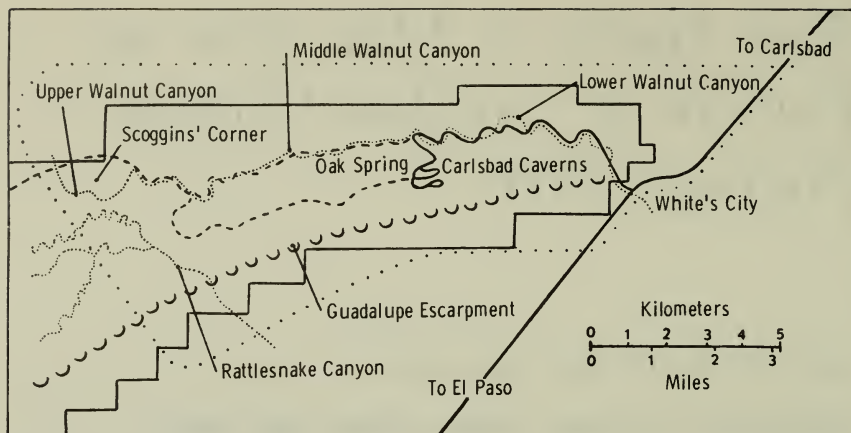 Middle Walnut Canyon
To Carlsbad
Upper Walnut Canyon
Lower Walnut Canyon
Scoggins' Corner
Oak Spring
Carlsbad Caverns
White's City
Guadalupe Escarpment
Kilometers
0 1 2 3 4 5
0 1 2 3
Miles
Rattlesnake Canyon
To El Paso